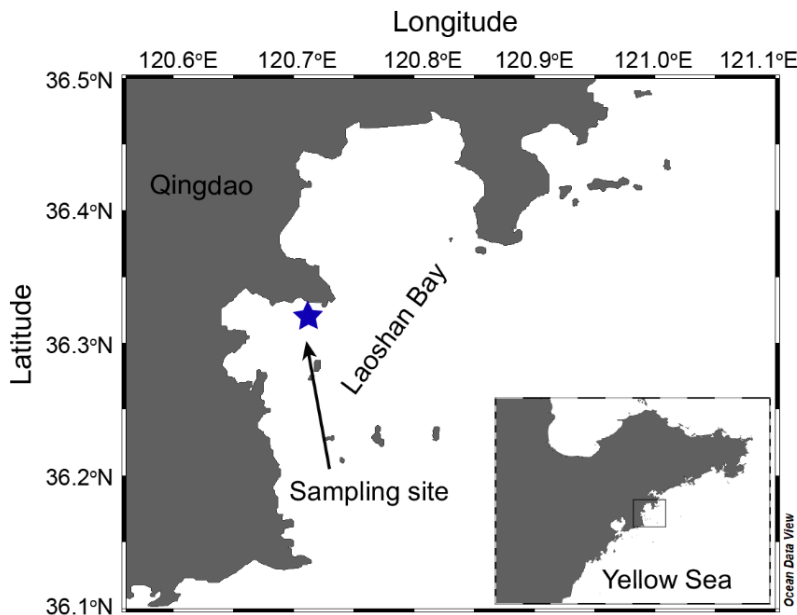 Longitude
120.6°E 120.7°E 120.8°E 120.9°E 121.0°E 121.1°E
36.5°N
Qingdao
36.4°N
Latitude
Laoshan Bay
36.3°N
36.2°N
Sampling site
Yellow Sea
36.1°N
Ocean Data View